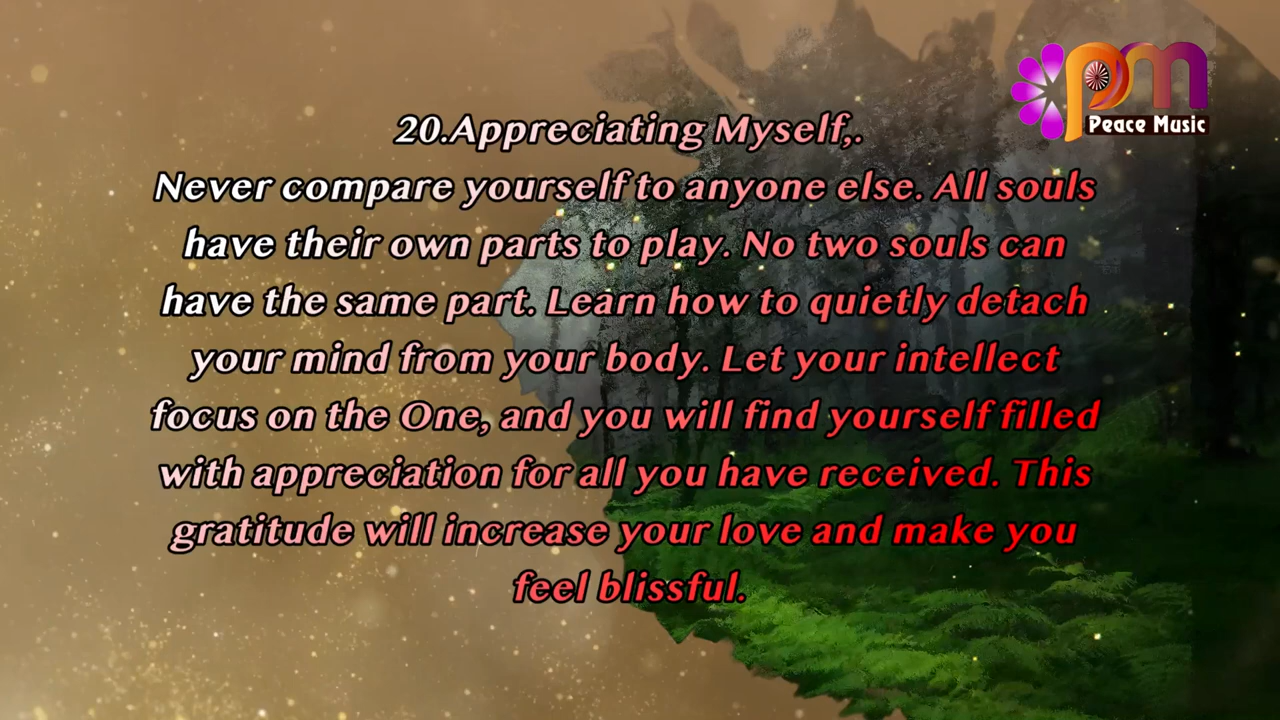 pm
Peace Music
20.Appreciating Myself,.
Never compare yourself to anyone else. All souls
have their own parts to play. No two souls can
have the same part. Learn how to quietly detach
your mind from your body. Let your intellect
focus on the One, and you will find yourself filled
with appreciation for all you have received. This
gratitude will increase your love and make you
feel blissful.